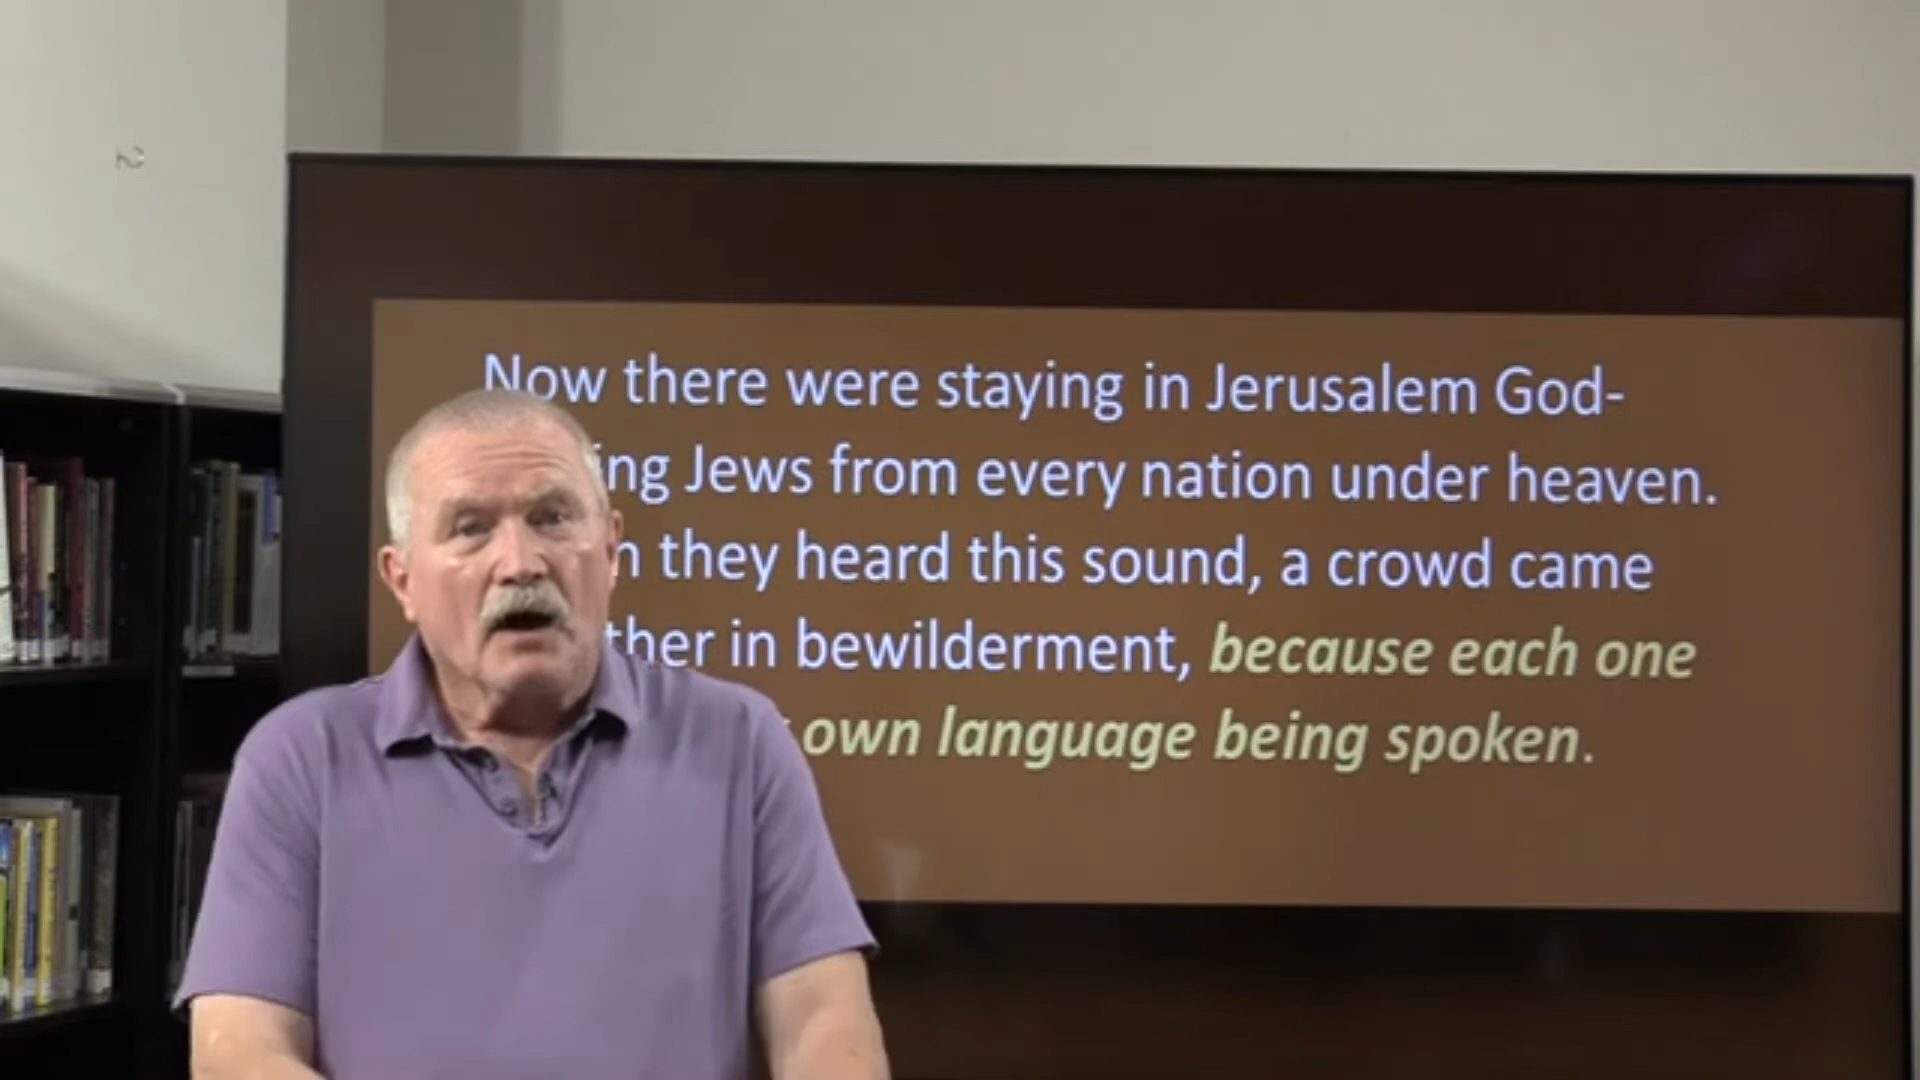 Now there were staying in Jerusalem God-
ing Jews from every nation under heaven.
n they heard this sound, a crowd came
ther in bewilderment, because each one
own language being spoken.